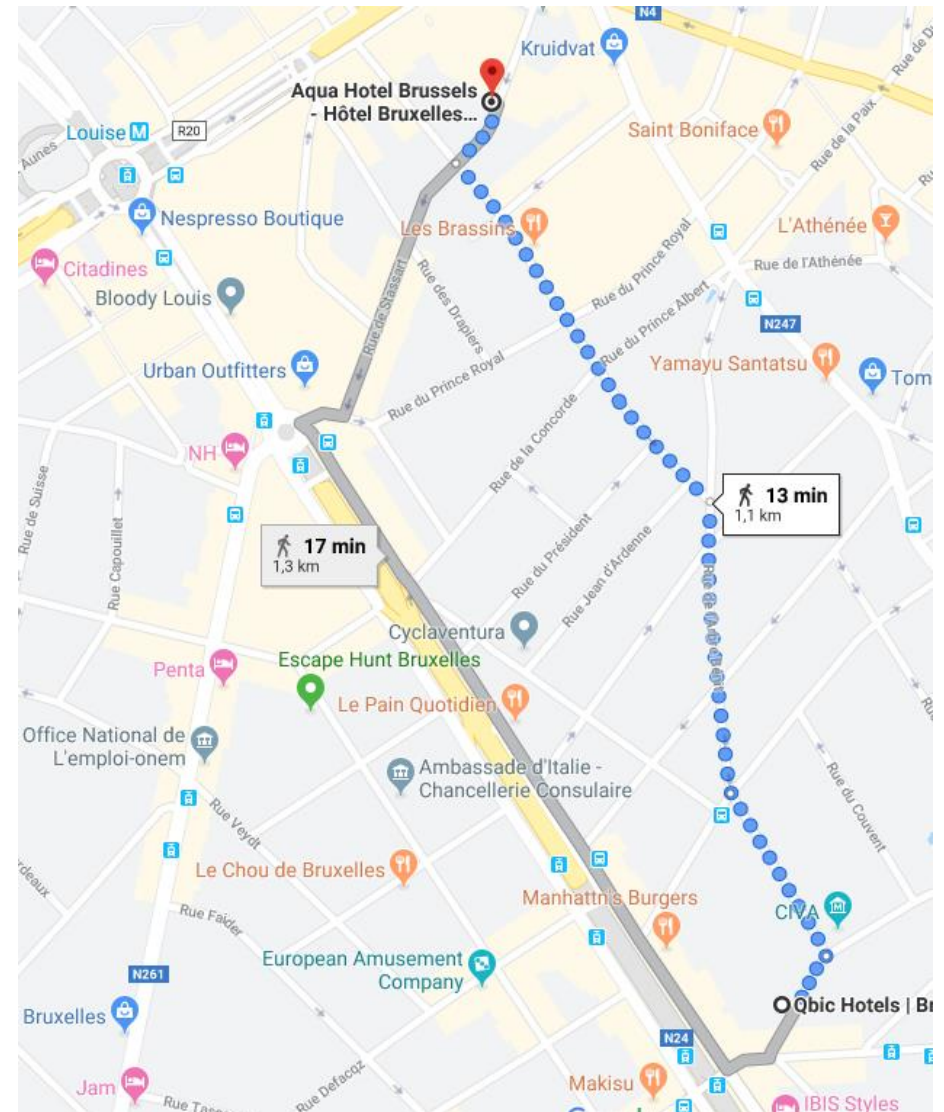 N4
Kruidvat
Rue de la Paix
Aqua Hotel Brussels
- Hôtel Bruxelles...
Louise M
R20
Aunes
Saint Boniface
Nespresso Boutique
Les Brassins
L'Athénée
Citadines
Rue de l'Athénée
Bloody Louis
Rue de Stassart
Rue des Drapiers
Rue du Prince Royal
Rue du Prince Albert
N247
Urban Outfitters
Yamayu Santatsu
Tom
Rue du Prince Royal
Rue de la Concorde
NH
Rue de Suisse
Rue Capouillet
13 min
1,1 km
17 min
1,3 km
Rue du Président
Rue Jean d'Ardenne
Cyclaventura
Escape Hunt Bruxelles
Penta
Le Pain Quotidien
Office National de
L'emploi-onem
Ambassade d'Italie -
Chancellerie Consulaire
Rue Veydt
Rue du Couvent
Le Chou de Bruxelles
Manhattn's Burgers
Rue Faider
CIVA
European Amusement
Company
N261
Qbic Hotels | Br
Bruxelles
N24
Rue Defacqz
Makisu
Jam
IBIS Styles